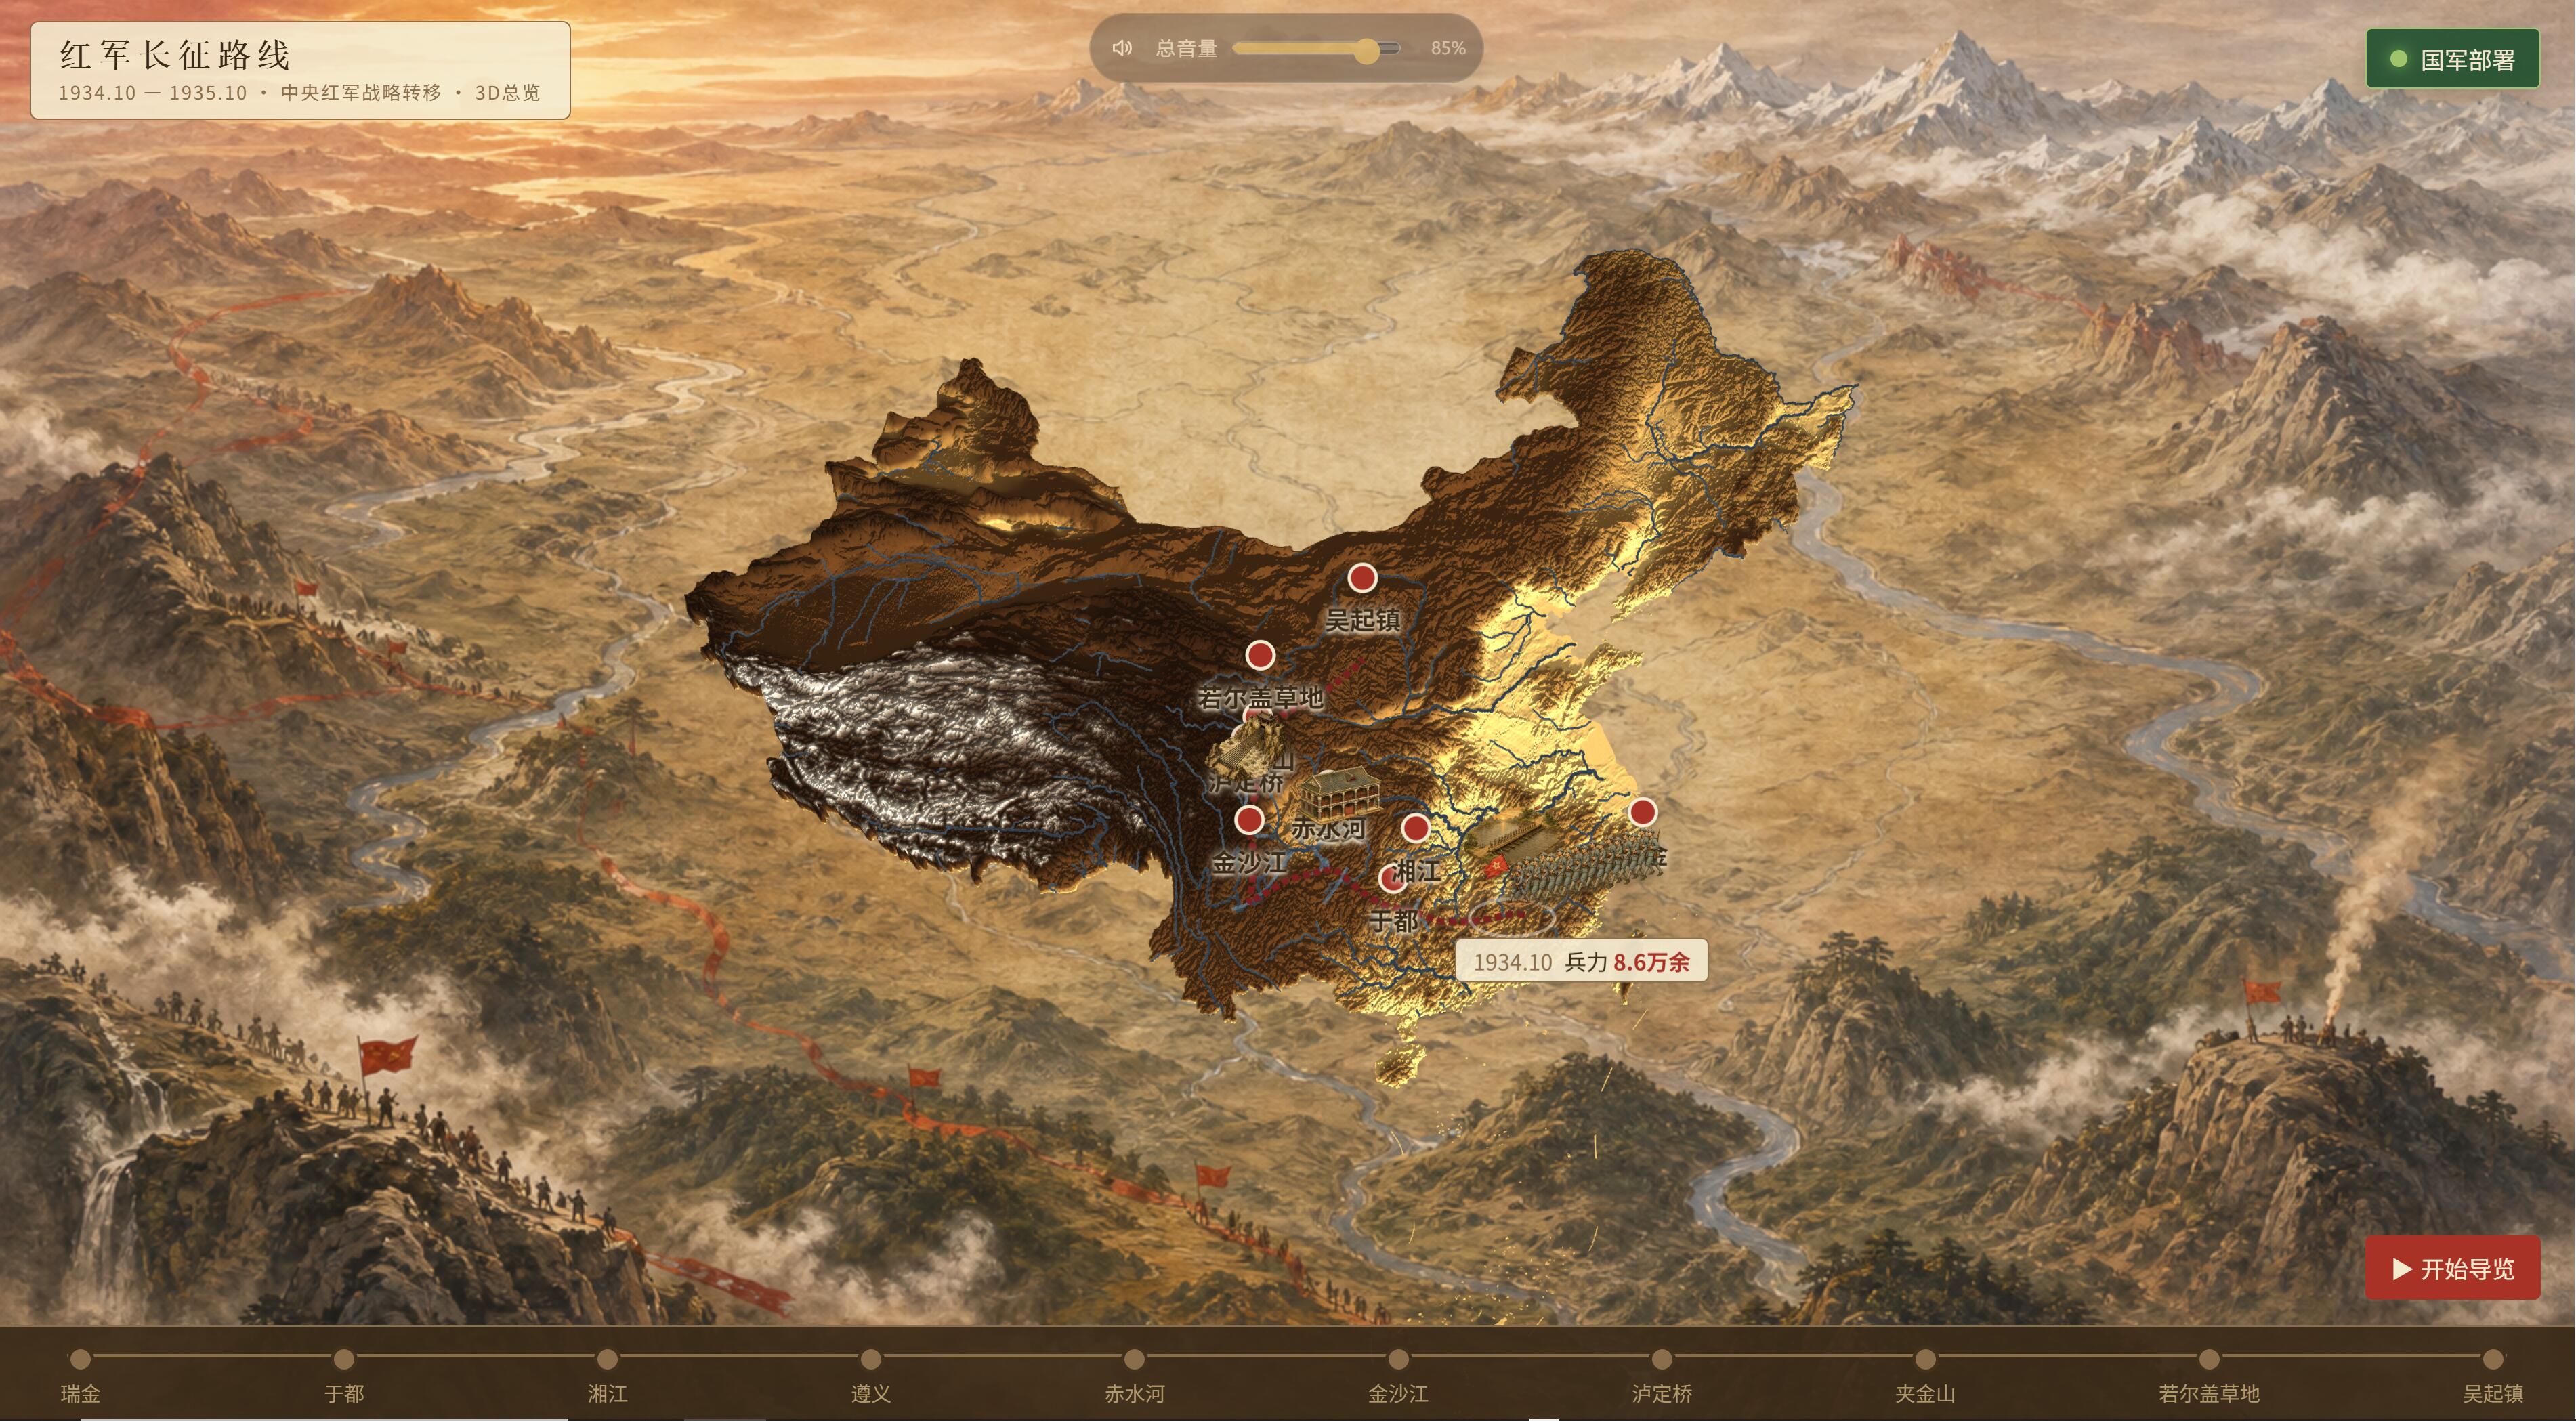 红军长征路线
1934.10 — 1935.10 · 中央红军战略转移 · 3D总览
总音量 85%
国军部署
吴起镇
若尔盖草地
山
泸定桥
赤水河
金沙江
湘江
于都
1934.10 兵力 8.6万余
开始导览
瑞金 于都 湘江 遵义 赤水河 金沙江 泸定桥 夹金山 若尔盖草地 吴起镇